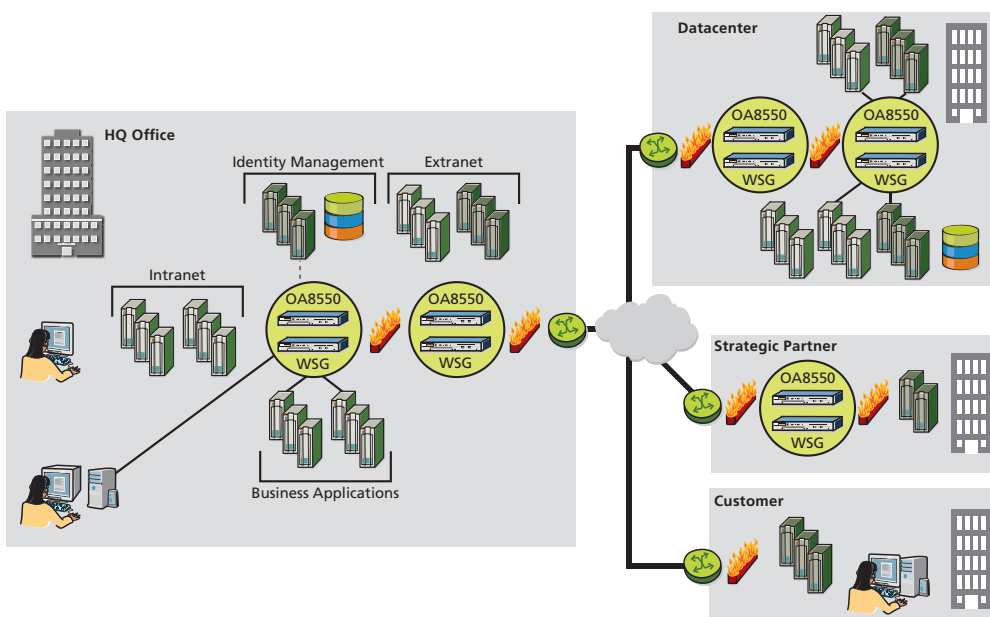 Datacenter
OA8550
WSG
OA8550
WSG
HQ Office
Identity Management
Extranet
Intranet
OA8550
WSG
OA8550
WSG
Business Applications
Strategic Partner
OA8550
WSG
Customer